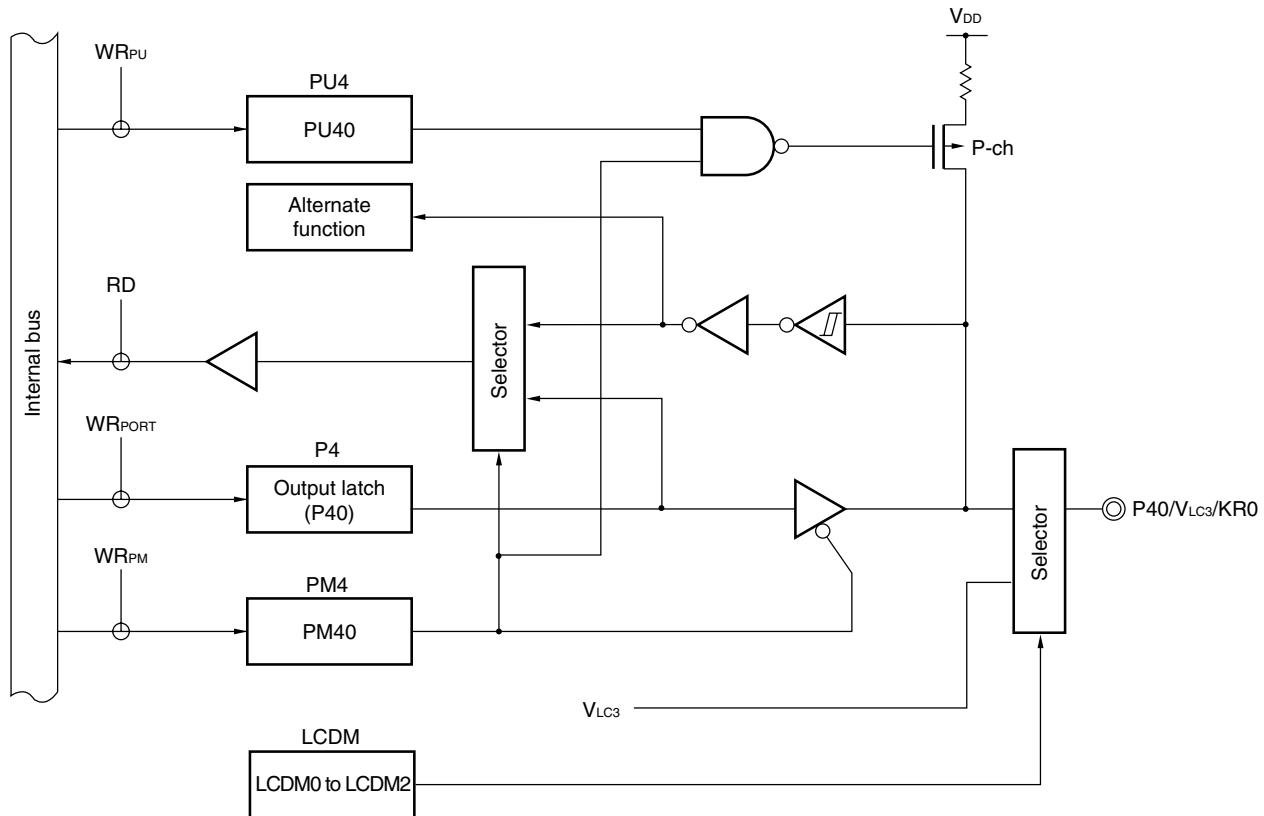 VDD
WRPU
PU4
PU40
P-ch
Alternate
function
RD
Selector
Internal bus
WRPORT
P4
Output latch
(P40)
Selector
P40/VLC3/KR0
WRPM
PM4
PM40
VLC3
LCDM
LCDM0 to LCDM2